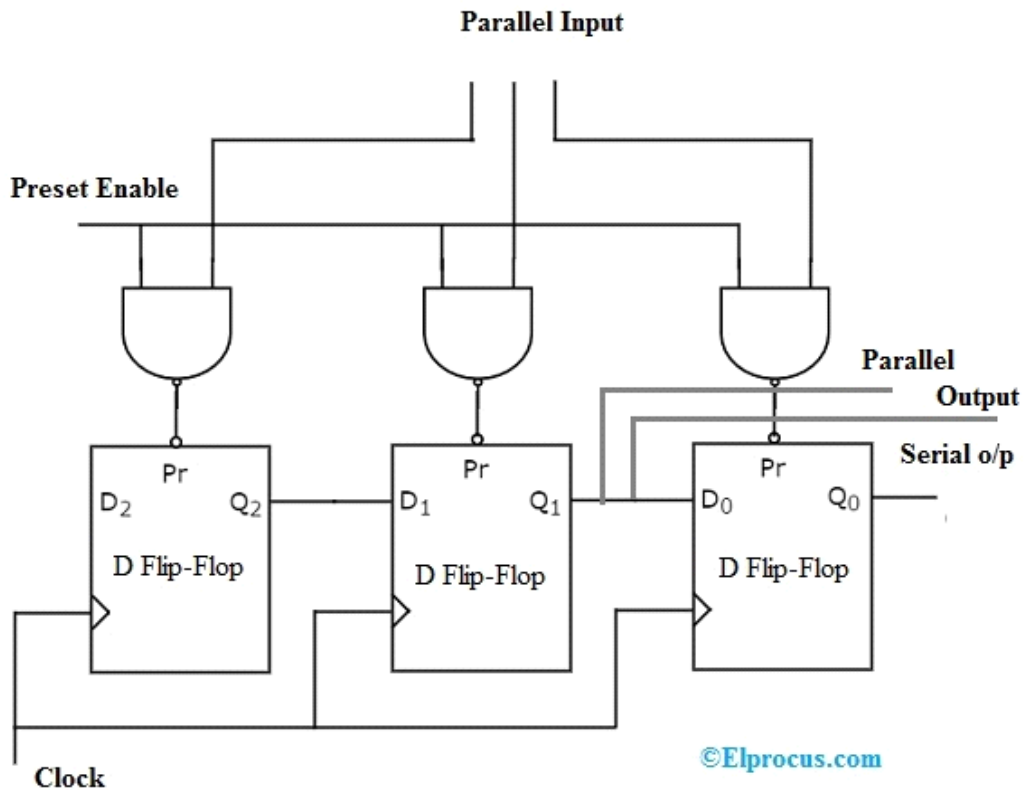 Parallel Input
Preset Enable
Parallel
Output
Serial o/p
Pr
D₂
Q₂
D Flip-Flop
Pr
D₁
Q₁
D Flip-Flop
Pr
D₀
Q₀
D Flip-Flop
©Elprocus.com
Clock